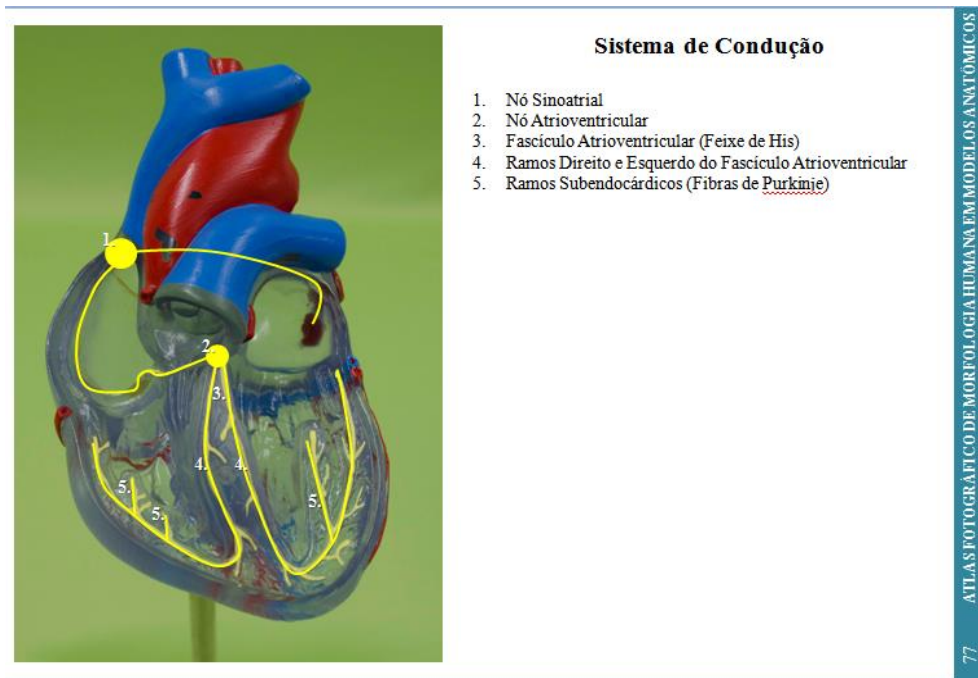 Sistema de Condução
1. Nó Sinoatrial
2. Nó Atrioventricular
3. Fascículo Atrioventricular (Feixe de His)
4. Ramos Direito e Esquerdo do Fascículo Atrioventricular
5. Ramos Subendocárdicos (Fibras de Purkinje)
1.
2.
3.
4.
4.
5.
5.
5.
ATLAS FOTOGRÁFICO DE MORFOLOGIA HUMANA EM MODELOS ANATÔMICOS
77